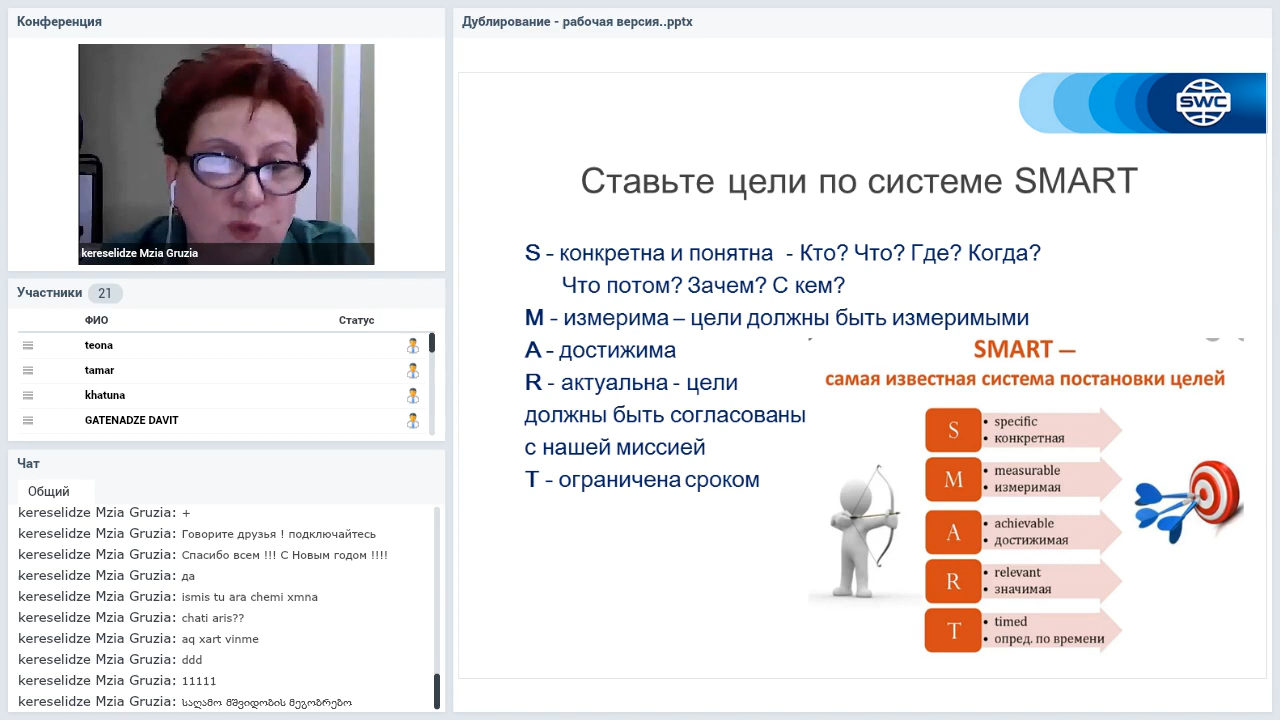 Конференция
kereselidze Mzia Gruzia
Участники 21
ФИО Статус
teona
tamar
khatuna
GATENADZE DAVIT
Чат
Общий
kereselidze Mzia Gruzia: +
kereselidze Mzia Gruzia: Говорите друзья ! подключайтесь
kereselidze Mzia Gruzia: Спасибо всем !!! С Новым годом !!!!
kereselidze Mzia Gruzia: да
kereselidze Mzia Gruzia: ismis tu ara chemi xmna
kereselidze Mzia Gruzia: chati aris??
kereselidze Mzia Gruzia: aq xart vinme
kereselidze Mzia Gruzia: ddd
kereselidze Mzia Gruzia: 11111
kereselidze Mzia Gruzia: საღამო მშვიდობის მეგობრებო
Дублирование - рабочая версия..pptx
SWC
Ставьте цели по системе SMART
S - конкретна и понятна - Кто? Что? Где? Когда?
Что потом? Зачем? С кем?
M - измерима – цели должны быть измеримыми
A - достижима
R - актуальна - цели
должны быть согласованы
с нашей миссией
T - ограничена сроком
SMART —
самая известная система постановки целей
S
• specific
• конкретная
M
• measurable
• измеримая
A
• achievable
• достижимая
R
• relevant
• значимая
T
• timed
• опред. по времени